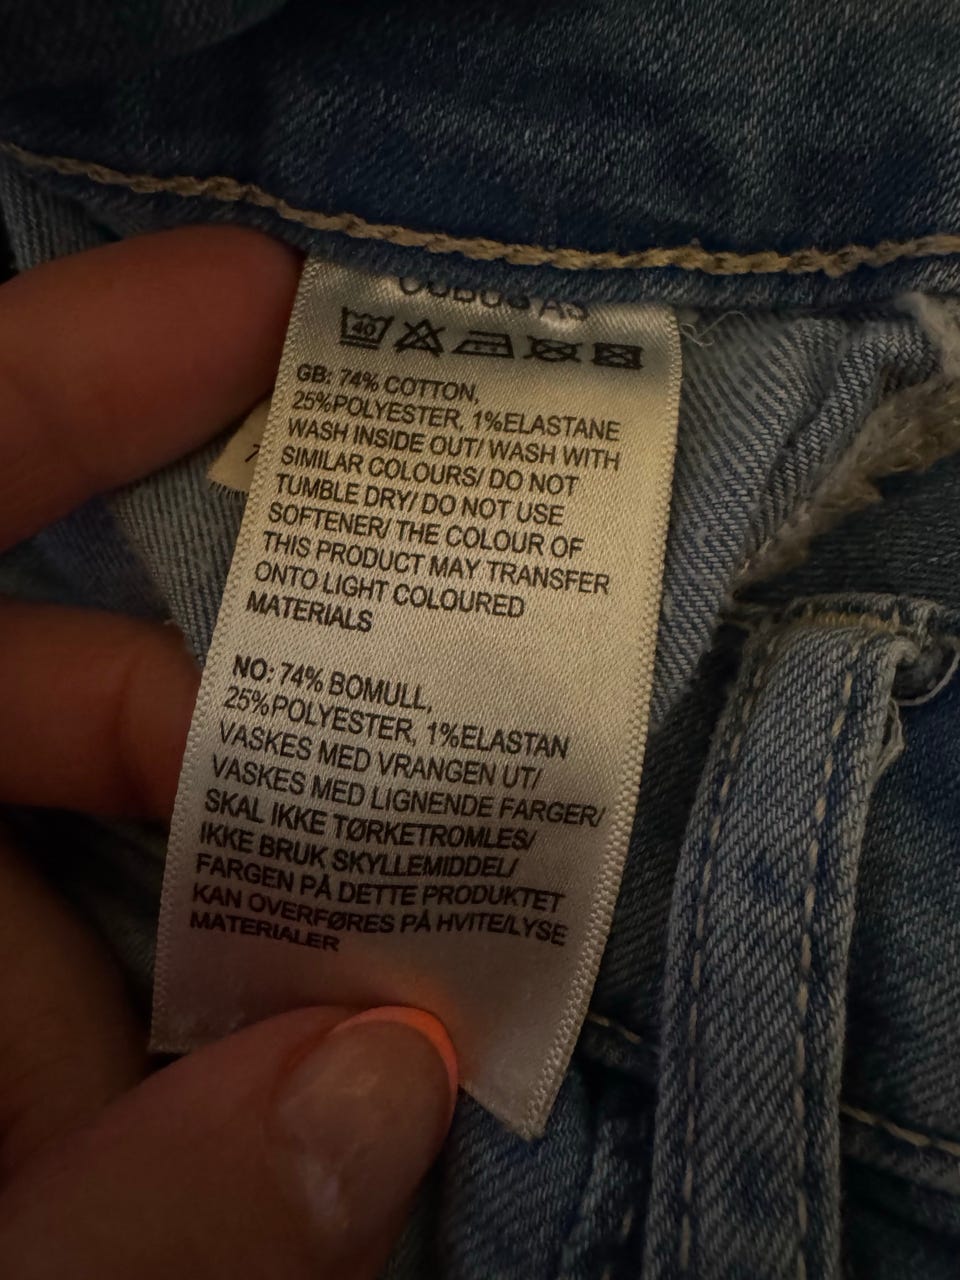 CUBUS AS
40
GB: 74% COTTON,
25%POLYESTER, 1%ELASTANE
WASH INSIDE OUT/ WASH WITH
SIMILAR COLOURS/ DO NOT
TUMBLE DRY/ DO NOT USE
SOFTENER/ THE COLOUR OF
THIS PRODUCT MAY TRANSFER
ONTO LIGHT COLOURED
MATERIALS
NO: 74% BOMULL,
25%POLYESTER, 1%ELASTAN
VASKES MED VRANGEN UT/
VASKES MED LIGNENDE FARGER/
SKAL IKKE TØRKETROMLES/
IKKE BRUK SKYLLEMIDDEL/
FARGEN PÅ DETTE PRODUKTET
KAN OVERFØRES PÅ HVITE/LYSE
MATERIALER